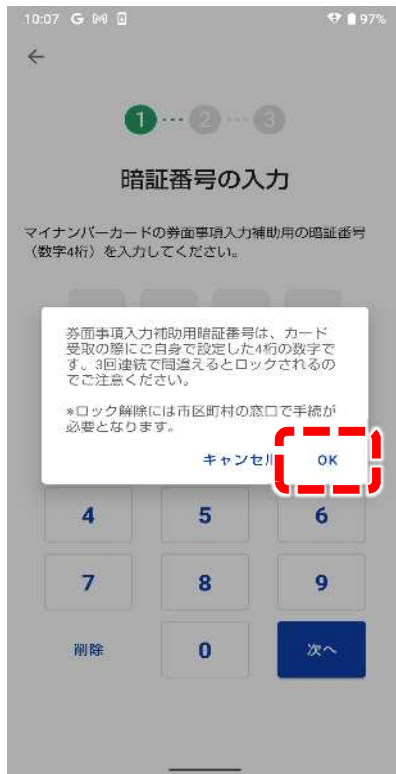 10:07 G 97%
1 2 3
暗証番号の入力
マイナンバーカードの券面事項入力補助用の暗証番号
（数字4桁）を入力してください。
券面事項入力補助用暗証番号は、カード
受取の際にご自身で設定した4桁の数字で
す。3回連続で間違えるとロックされるの
でご注意ください。
*ロック解除には市区町村の窓口で手続が
必要となります。
キャンセル OK
4 5 6
7 8 9
削除 0 次へ